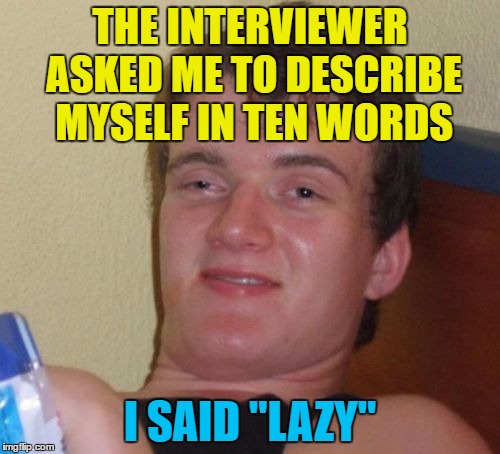 THE INTERVIEWER
ASKED ME TO DESCRIBE
MYSELF IN TEN WORDS
I SAID "LAZY"
imgflip.com